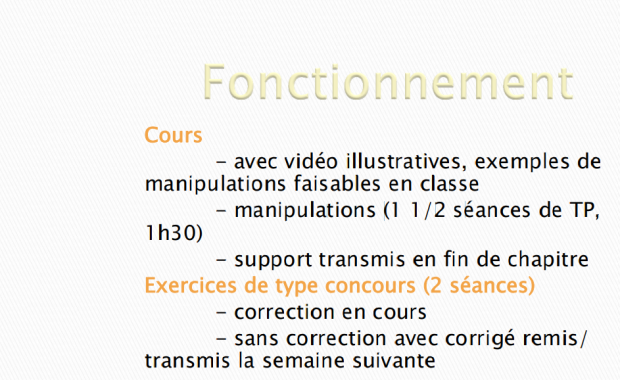 Fonctionnement
Cours
– avec vidéo illustratives, exemples de
manipulations faisables en classe
– manipulations (1 1/2 séances de TP,
1h30)
– support transmis en fin de chapitre
Exercices de type concours (2 séances)
– correction en cours
– sans correction avec corrigé remis/
transmis la semaine suivante